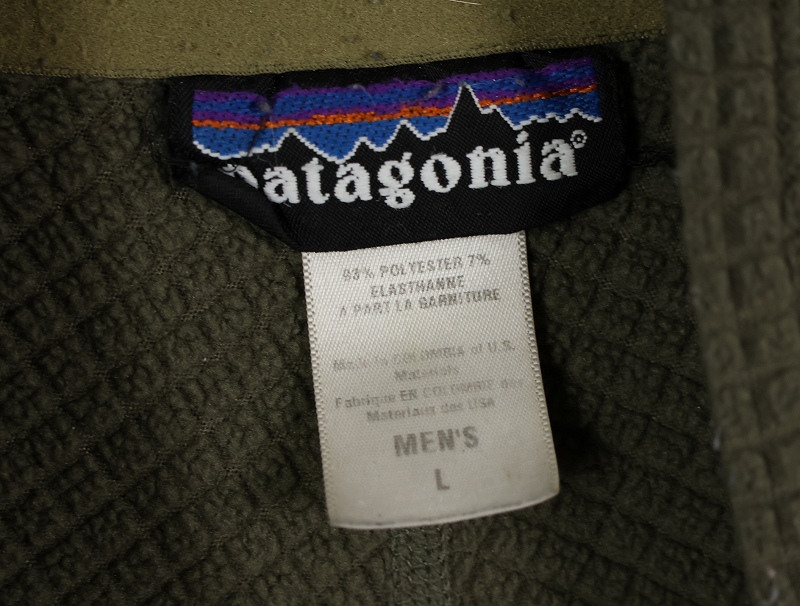 patagonia®
93% POLYESTER 7%
ELASTHANNE
A PART LA GARNITURE
Made in COLOMBIA of U.S.
Materials
Fabrique EN COLOMBIE des
Materiaux des USA
MEN'S
L